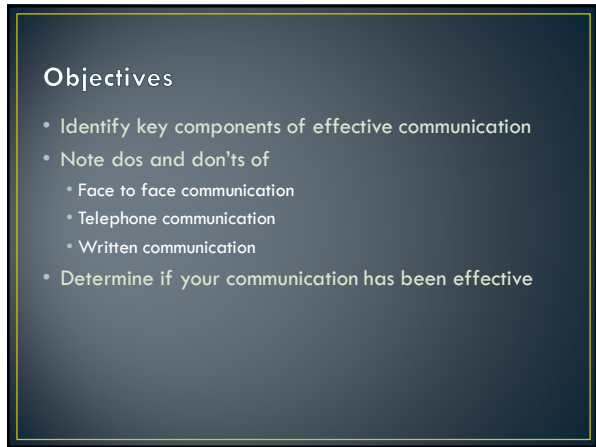 Objectives
• Identify key components of effective communication
• Note dos and don'ts of
• Face to face communication
• Telephone communication
• Written communication
• Determine if your communication has been effective